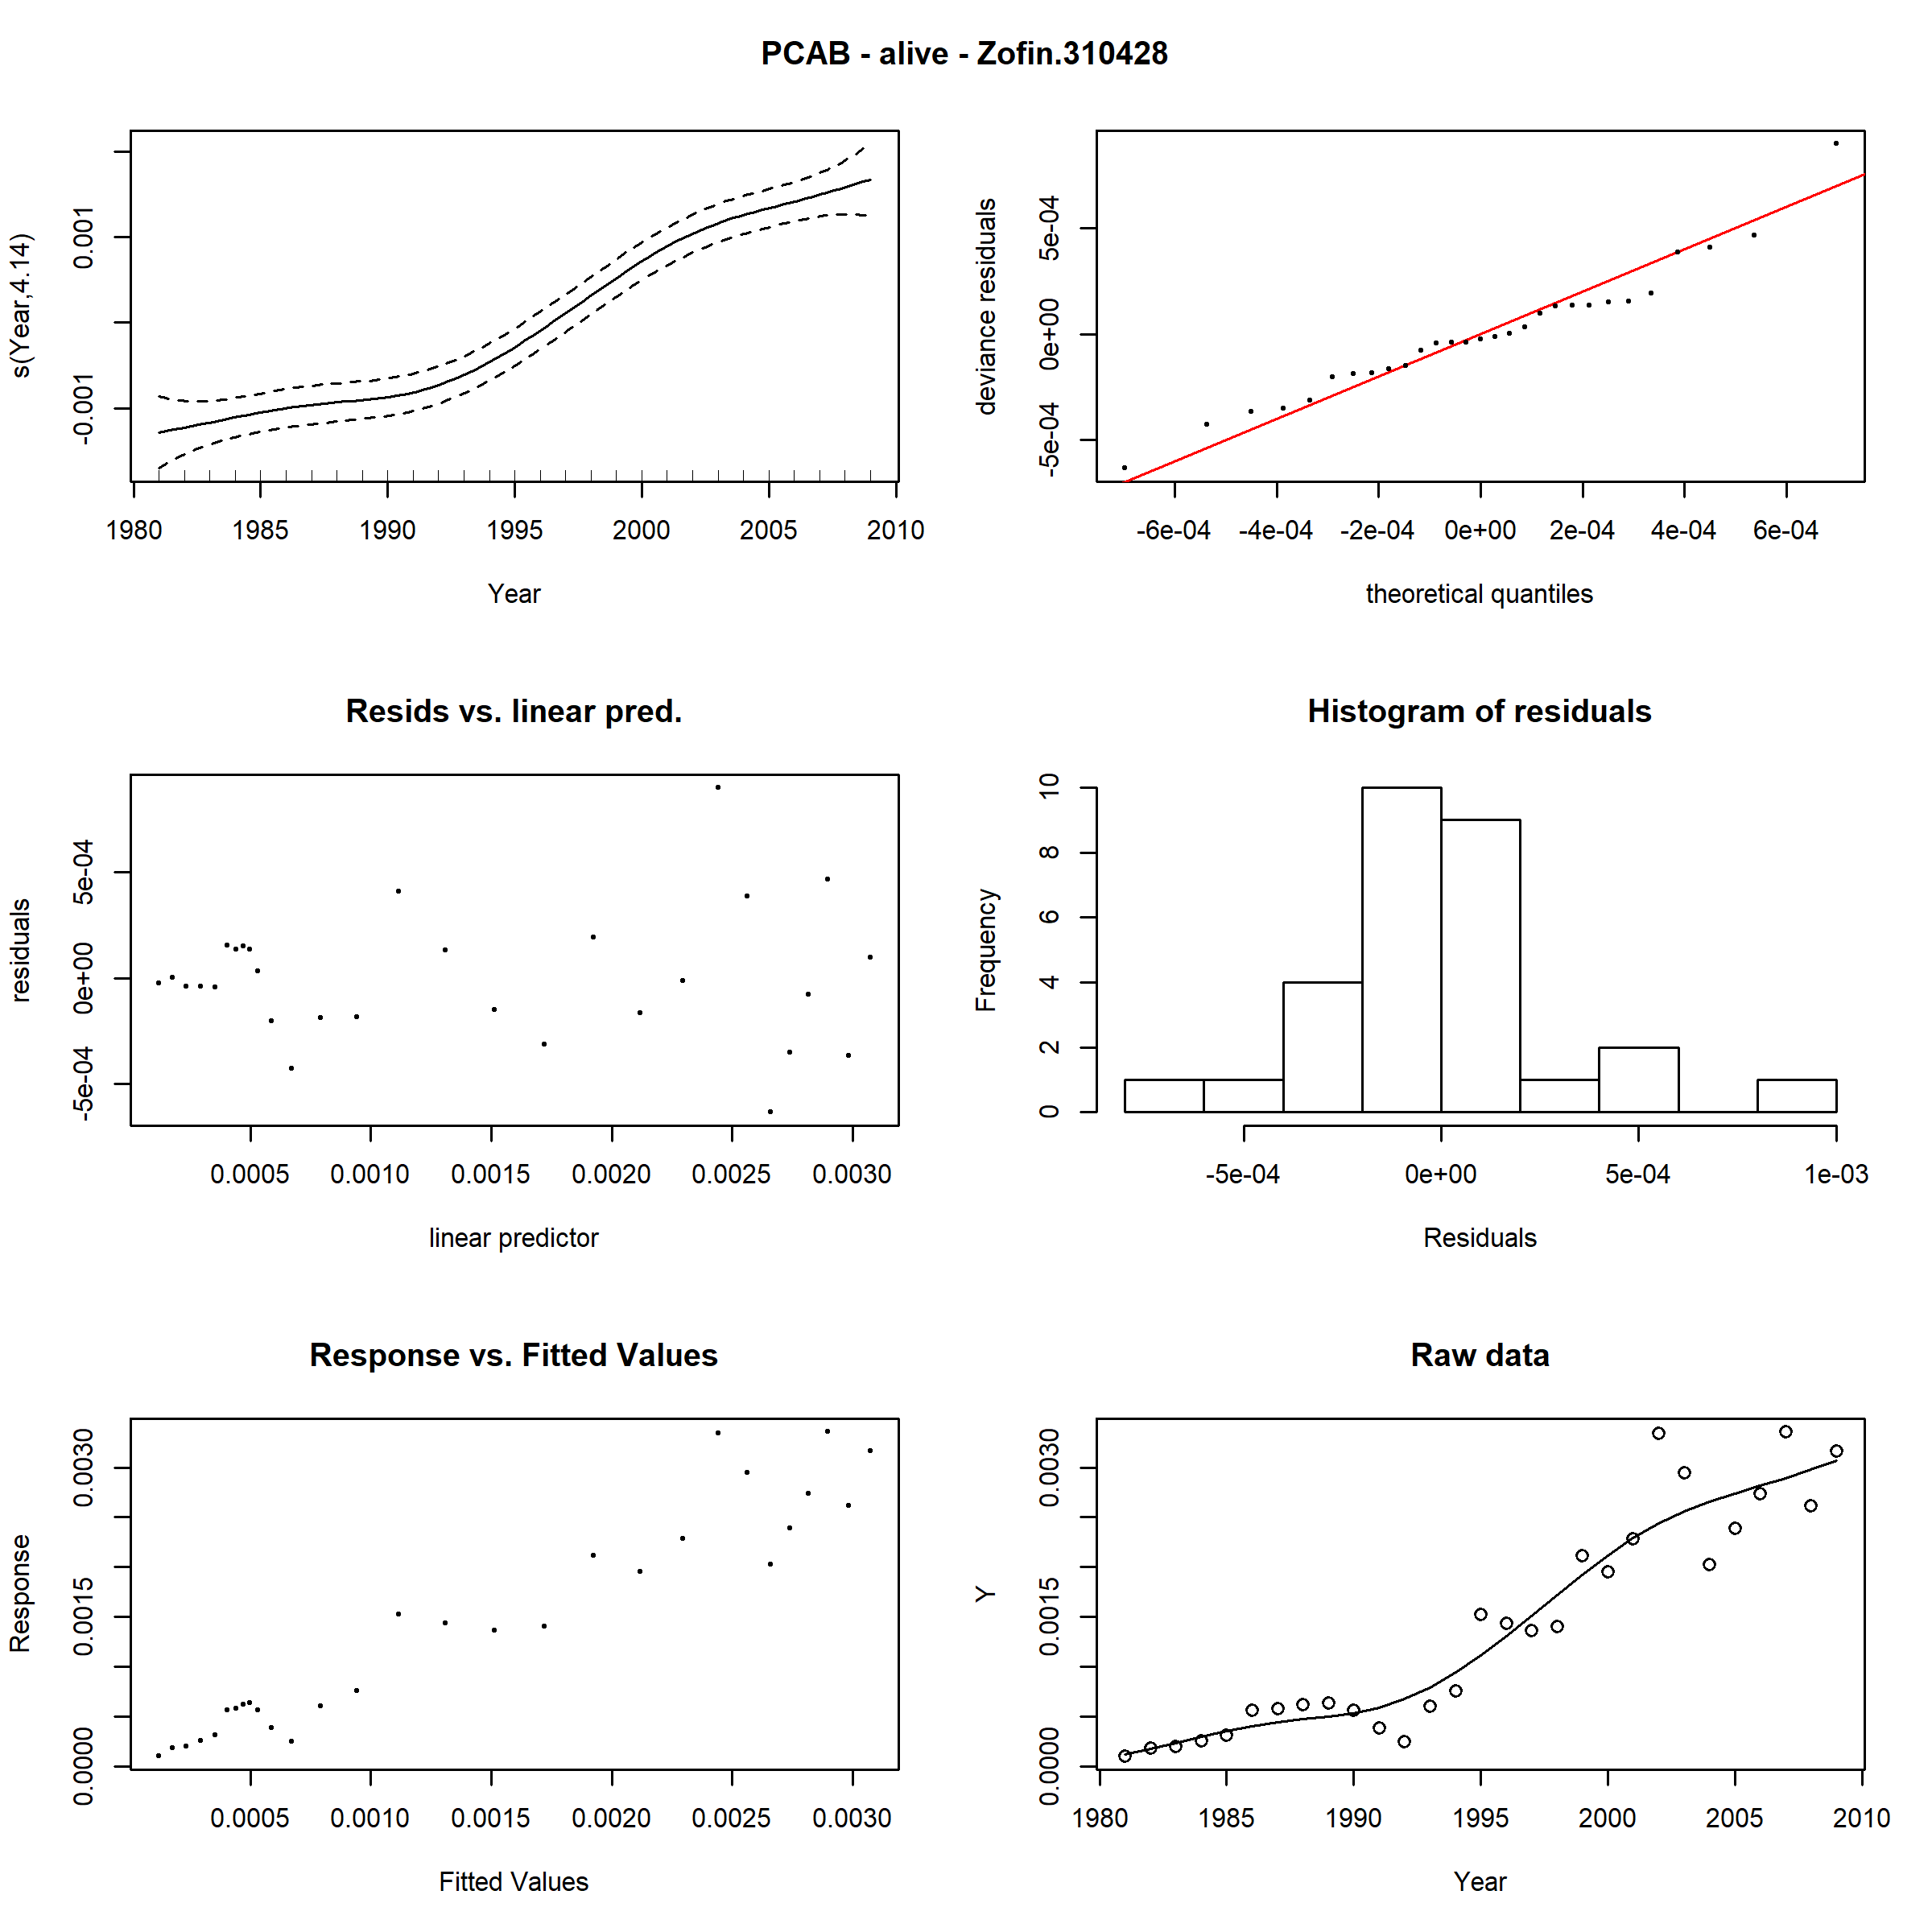 PCAB - alive - Zofin.310428
s(Year,4.14)
-0.001 0.001
1980 1985 1990 1995 2000 2005 2010
Year
deviance residuals
-5e-04 0e+00 5e-04
-6e-04 -4e-04 -2e-04 0e+00 2e-04 4e-04 6e-04
theoretical quantiles
Resids vs. linear pred.
residuals
-5e-04 0e+00 5e-04
0.0005 0.0010 0.0015 0.0020 0.0025 0.0030
linear predictor
Histogram of residuals
Frequency
0 2 4 6 8 10
-5e-04 0e+00 5e-04 1e-03
Residuals
Response vs. Fitted Values
Response
0.0000 0.0015 0.0030
0.0005 0.0010 0.0015 0.0020 0.0025 0.0030
Fitted Values
Raw data
Y
0.0000 0.0015 0.0030
1980 1985 1990 1995 2000 2005 2010
Year